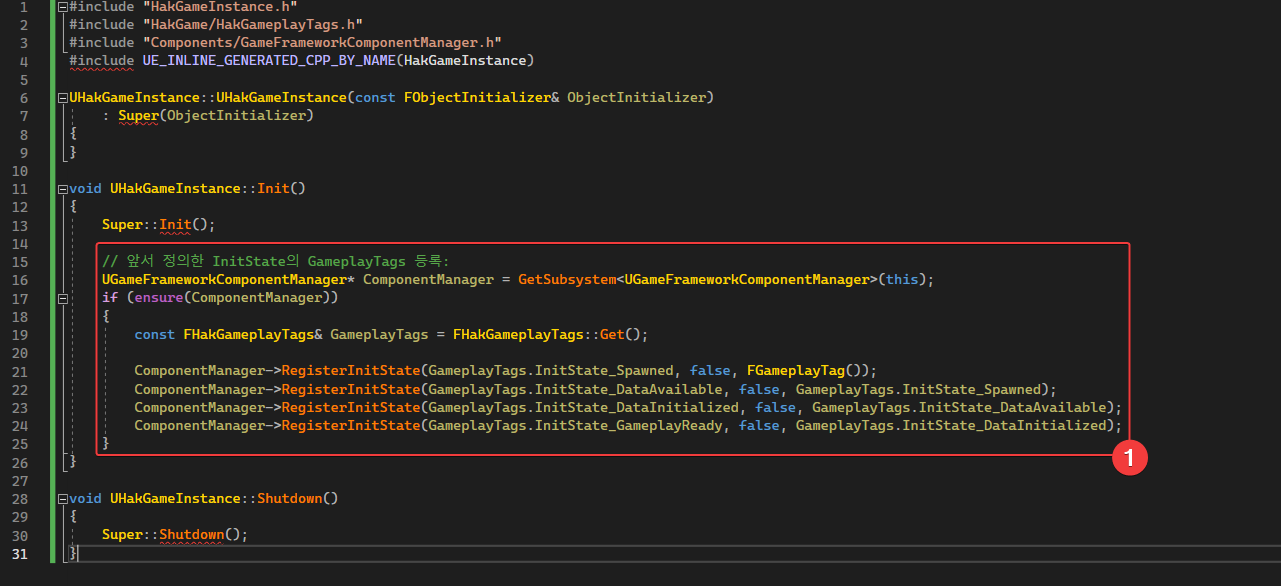 1 #include "HakGameInstance.h"
2 #include "HakGame/HakGameplayTags.h"
3 #include "Components/GameFrameworkComponentManager.h"
4 #include UE_INLINE_GENERATED_CPP_BY_NAME(HakGameInstance)
5
6 UHakGameInstance::UHakGameInstance(const FObjectInitializer& ObjectInitializer)
7     : Super(ObjectInitializer)
8 {
9 }
10
11 void UHakGameInstance::Init()
12 {
13     Super::Init();
14
15     // 앞서 정의한 InitState의 GameplayTags 등록:
16     UGameFrameworkComponentManager* ComponentManager = GetSubsystem<UGameFrameworkComponentManager>(this);
17     if (ensure(ComponentManager))
18     {
19         const FHakGameplayTags& GameplayTags = FHakGameplayTags::Get();
20
21         ComponentManager->RegisterInitState(GameplayTags.InitState_Spawned, false, FGameplayTag());
22         ComponentManager->RegisterInitState(GameplayTags.InitState_DataAvailable, false, GameplayTags.InitState_Spawned);
23         ComponentManager->RegisterInitState(GameplayTags.InitState_DataInitialized, false, GameplayTags.InitState_DataAvailable);
24         ComponentManager->RegisterInitState(GameplayTags.InitState_GameplayReady, false, GameplayTags.InitState_DataInitialized);
25     }
26 }
1
27
28 void UHakGameInstance::Shutdown()
29 {
30     Super::Shutdown();
31 }